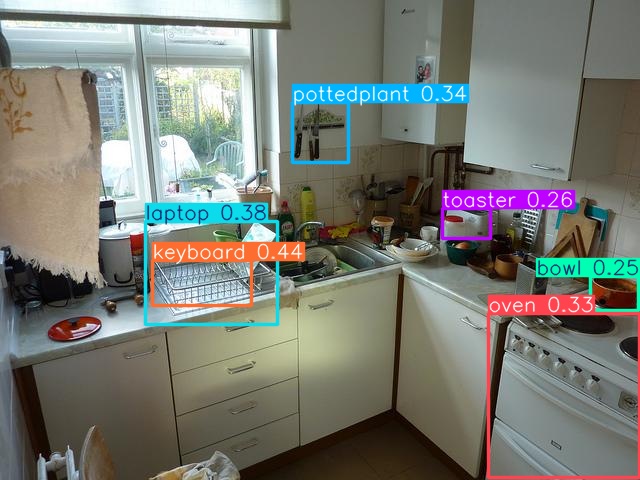 pottedplant 0.34
toaster 0.26
laptop 0.38
keyboard 0.44
bowl 0.25
oven 0.33